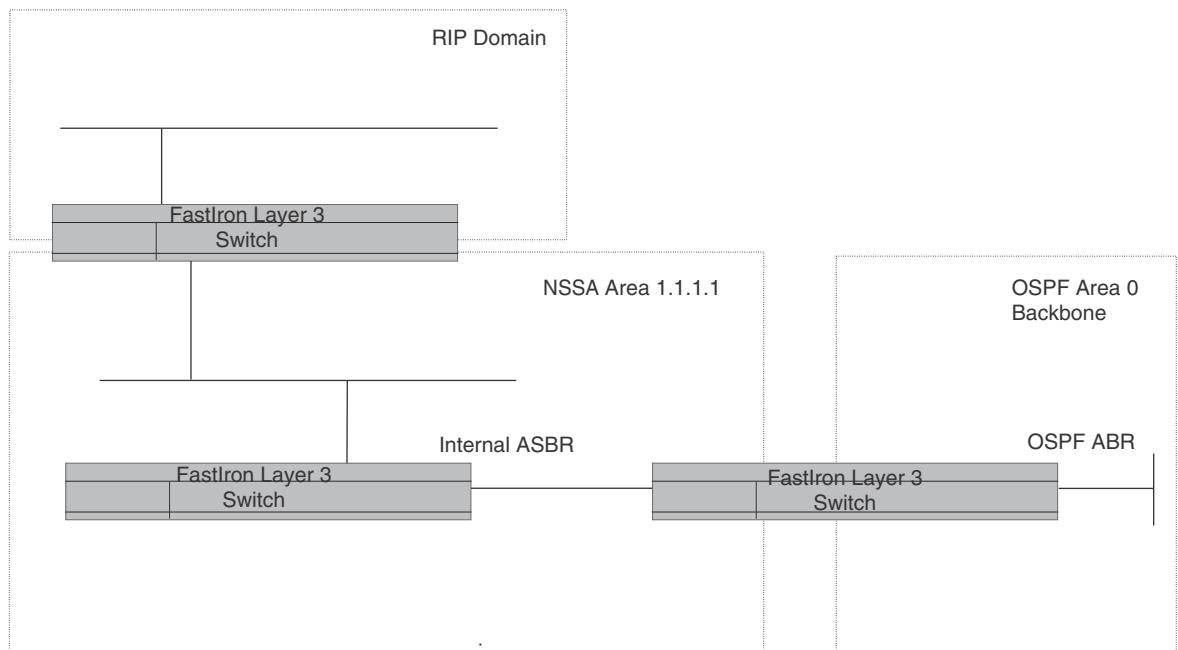 RIP Domain
FastIron Layer 3
Switch
NSSA Area 1.1.1.1
OSPF Area 0
Backbone
Internal ASBR
OSPF ABR
FastIron Layer 3
Switch
FastIron Layer 3
Switch